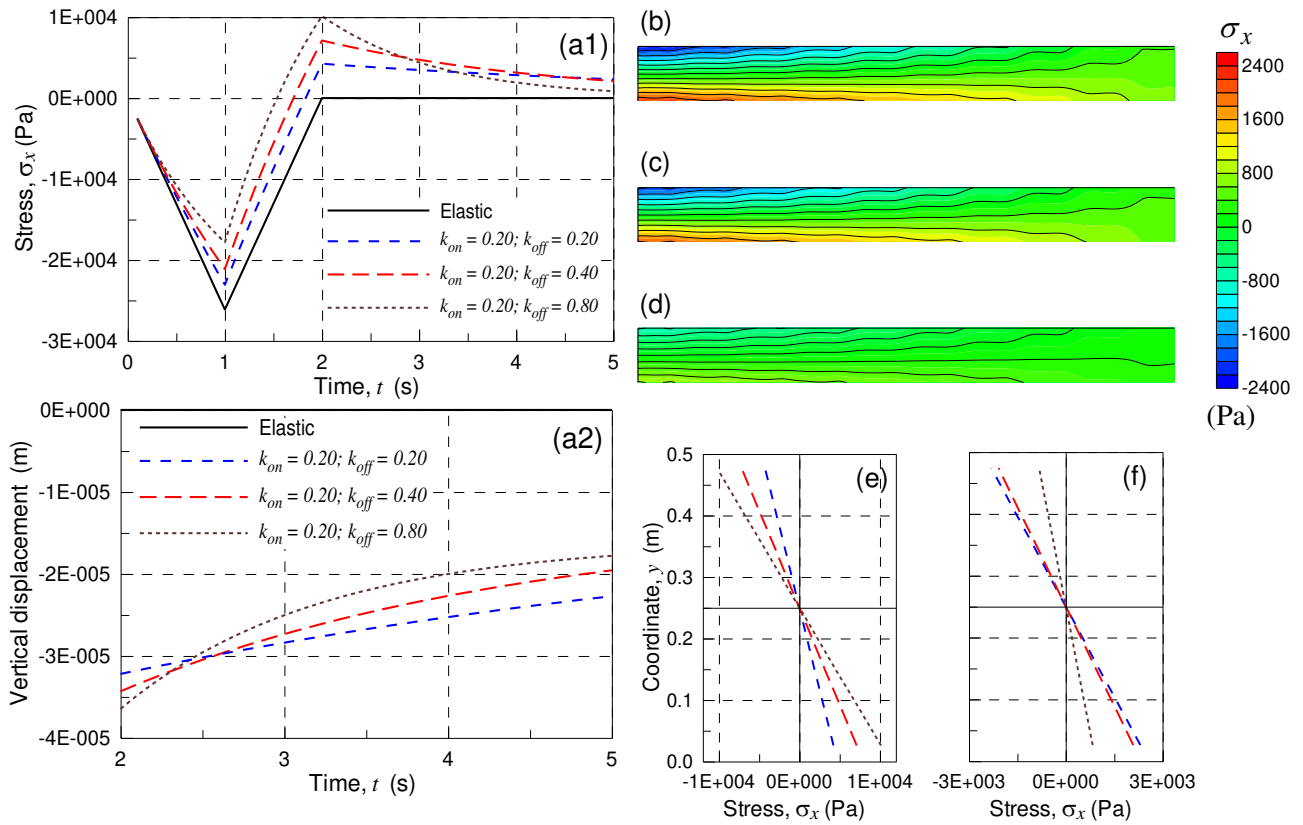 (a1)
1E+004
0E+000
-1E+004
-2E+004
-3E+004
Stress, σx (Pa)
Elastic
kon = 0.20; koff = 0.20
kon = 0.20; koff = 0.40
kon = 0.20; koff = 0.80
0 1 2 3 4 5
Time, t (s)
(b)
(c)
(d)
σx
2400
1600
800
0
-800
-1600
-2400
(Pa)
(a2)
0E+000
-1E-005
-2E-005
-3E-005
-4E-005
Vertical displacement (m)
Elastic
kon = 0.20; koff = 0.20
kon = 0.20; koff = 0.40
kon = 0.20; koff = 0.80
2 3 4 5
Time, t (s)
(e)
0.5
0.4
0.3
0.2
0.1
0.0
Coordinate, y (m)
-1E+004 0E+000 1E+004
Stress, σx (Pa)
(f)
-3E+003 0E+000 3E+003
Stress, σx (Pa)